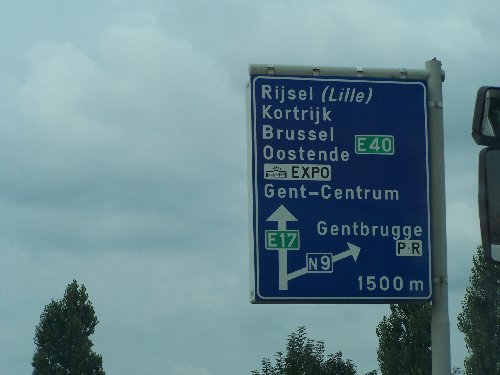 Rijsel (Lille)
Kortrijk
Brussel
Oostende E40
EXPO
Gent-Centrum
Gentbrugge
E17 P R
N9
1500 m